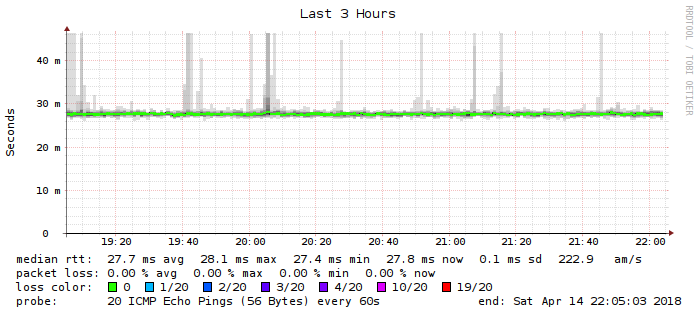 Last 3 Hours
RRDTOOL / TOBI OETIKER
Seconds
40 m
30 m
20 m
10 m
0
19:20 19:40 20:00 20:20 20:40 21:00 21:20 21:40 22:00
median rtt: 27.7 ms avg 28.1 ms max 27.4 ms min 27.8 ms now 0.1 ms sd 222.9 am/s
packet loss: 0.00 % avg 0.00 % max 0.00 % min 0.00 % now
loss color: 0 1/20 2/20 3/20 4/20 10/20 19/20
probe: 20 ICMP Echo Pings (56 Bytes) every 60s end: Sat Apr 14 22:05:03 2018